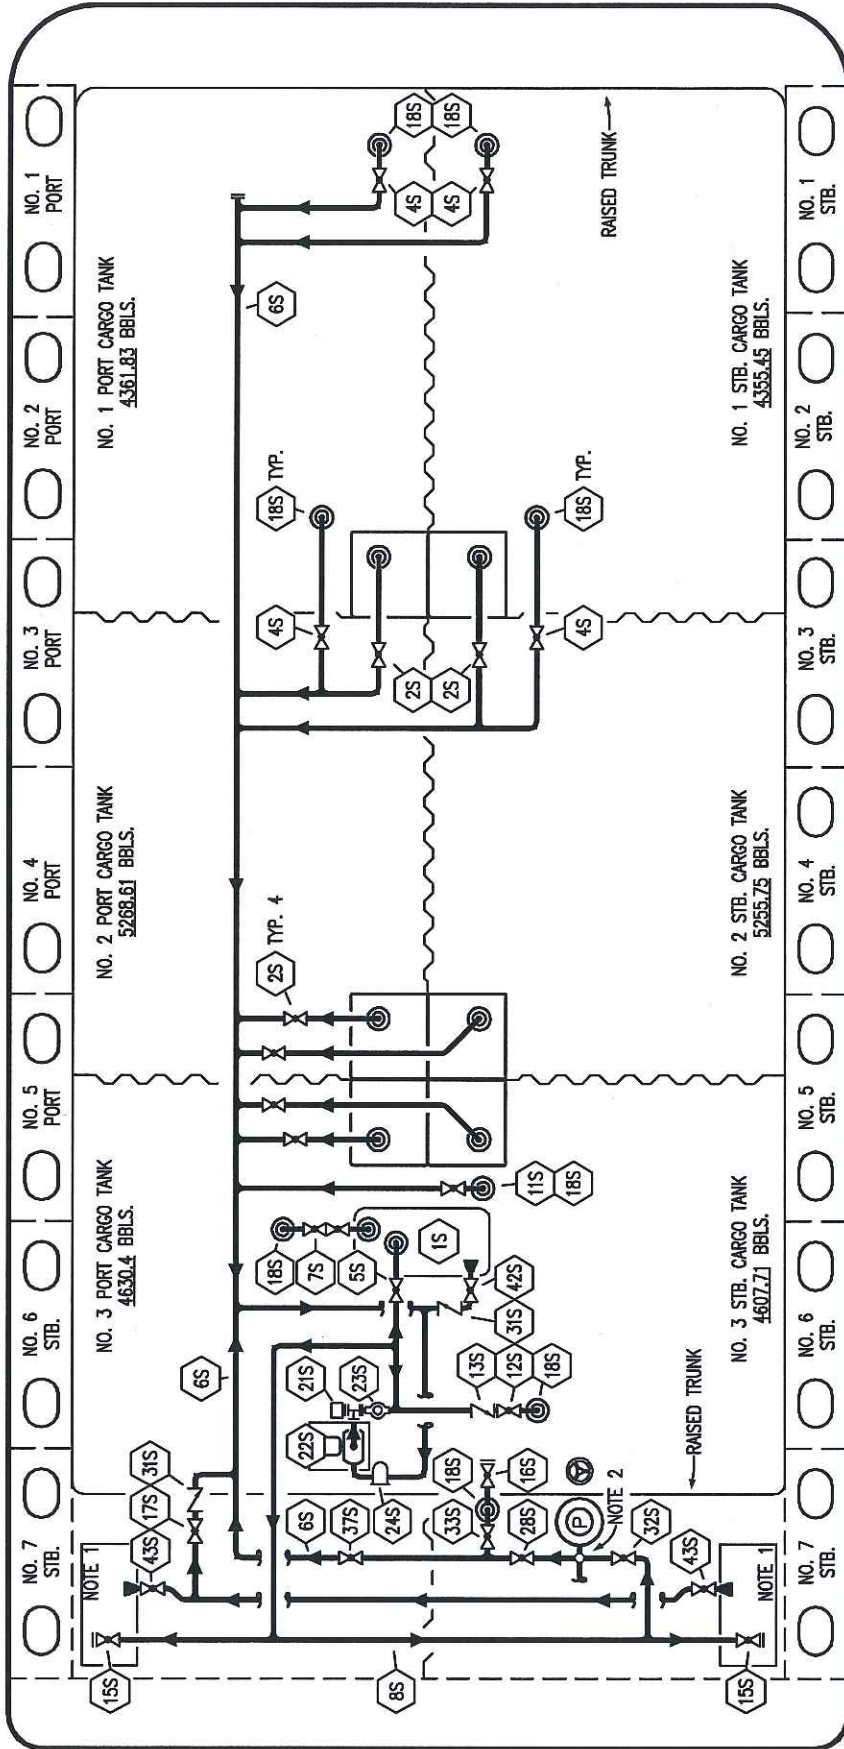 NO. 7
STB.
NO. 6
STB.
NO. 5
PORT
NO. 4
PORT
NO. 3
PORT
NO. 2
PORT
NO. 1
PORT
NOTE 1
NO. 3 PORT CARGO TANK
4630.4 BBLS.
NO. 2 PORT CARGO TANK
5268.61 BBLS.
NO. 1 PORT CARGO TANK
4361.83 BBLS.
15S
43S
17S
31S
6S
6S
2S TYP. 4
4S
18S TYP.
18S
7S
5S
21S
22S
23S
6S
37S
24S
8S
1S
2S
2S
4S
4S
18S
18S
18S
33S
13S
12S
18S
31S
42S
11S
18S
16S
28S
P
NOTE 2
32S
4S
18S TYP.
RAISED TRUNK
RAISED TRUNK
43S
15S
NOTE 1
NO. 3 STB. CARGO TANK
4607.71 BBLS.
NO. 2 STB. CARGO TANK
5255.75 BBLS.
NO. 1 STB. CARGO TANK
4355.45 BBLS.
NO. 7
STB.
NO. 6
STB.
NO. 5
STB.
NO. 4
STB.
NO. 3
STB.
NO. 2
STB.
NO. 1
STB.